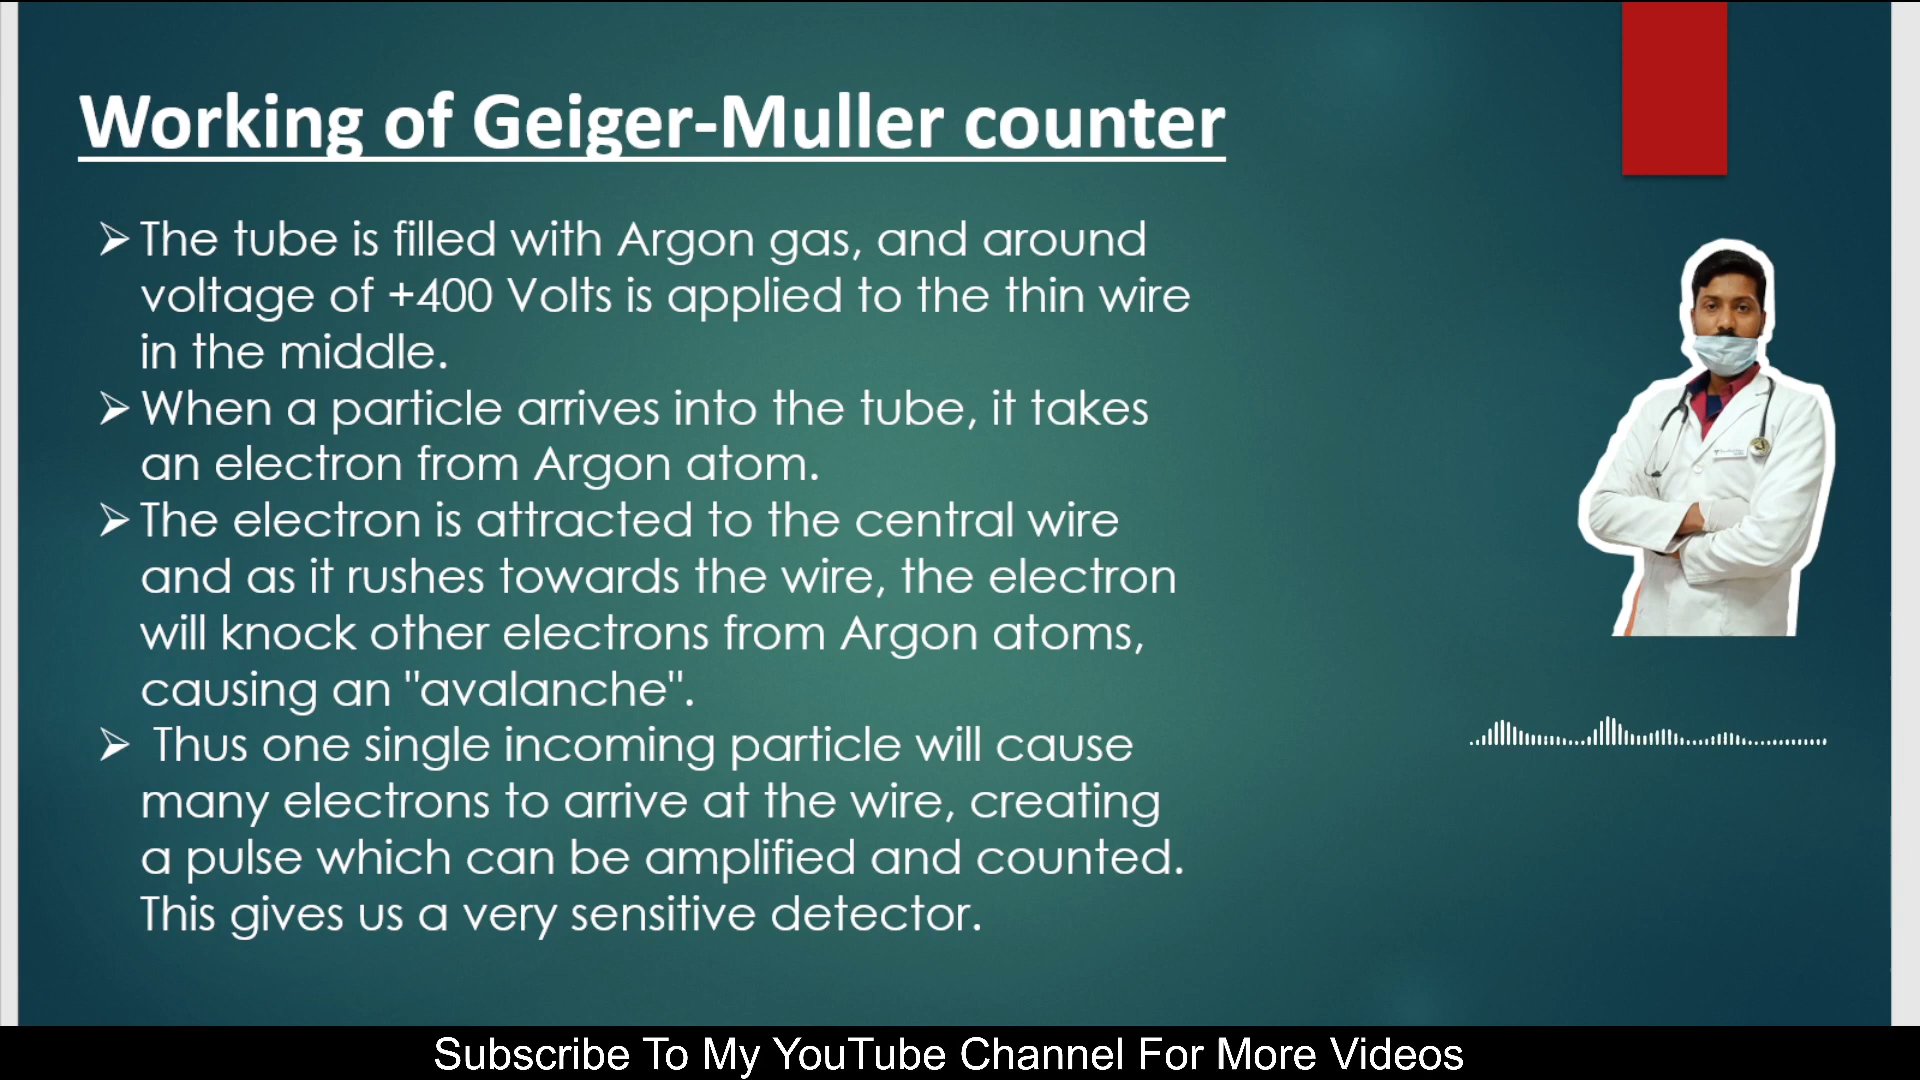 Working of Geiger-Muller counter
➢ The tube is filled with Argon gas, and around
voltage of +400 Volts is applied to the thin wire
in the middle.
➢ When a particle arrives into the tube, it takes
an electron from Argon atom.
➢ The electron is attracted to the central wire
and as it rushes towards the wire, the electron
will knock other electrons from Argon atoms,
causing an "avalanche".
➢ Thus one single incoming particle will cause
many electrons to arrive at the wire, creating
a pulse which can be amplified and counted.
This gives us a very sensitive detector.
Subscribe To My YouTube Channel For More Videos